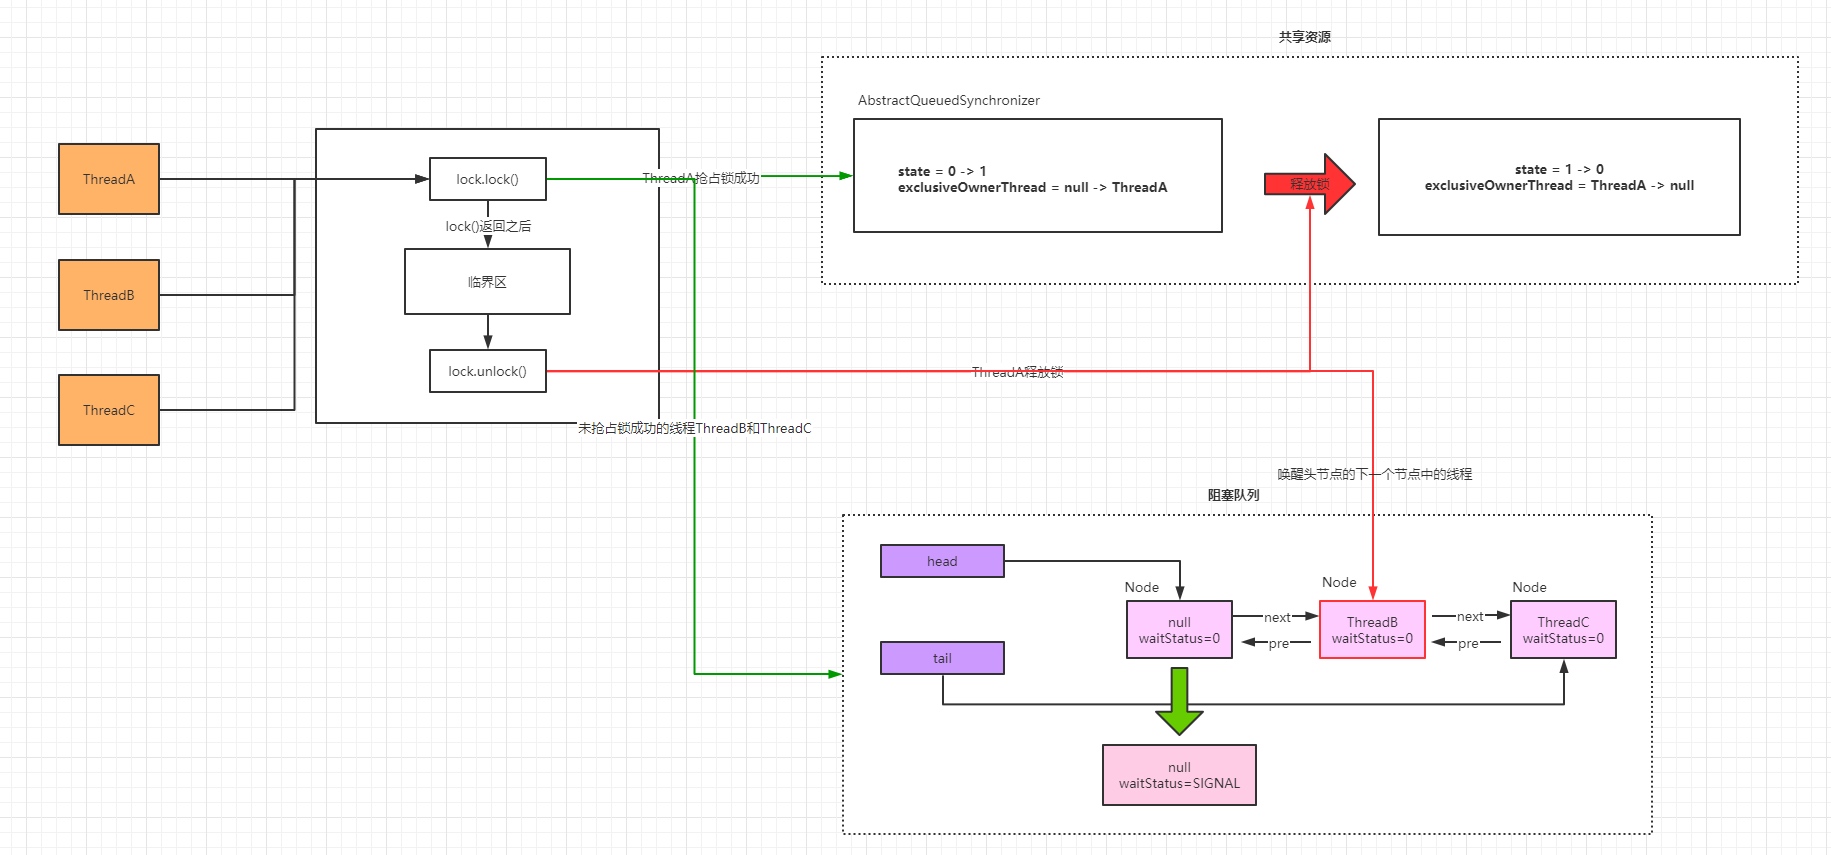 共享资源
AbstractQueuedSynchronizer
state = 0 -> 1
exclusiveOwnerThread = null -> ThreadA
释放锁
state = 1 -> 0
exclusiveOwnerThread = ThreadA -> null
ThreadA
ThreadB
ThreadC
lock.lock()
lock()返回之后
临界区
lock.unlock()
ThreadA抢占锁成功
ThreadA释放锁
未抢占锁成功的线程ThreadB和ThreadC
唤醒头节点的下一个节点中的线程
阻塞队列
head
tail
Node
null
waitStatus=0
next
pre
Node
ThreadB
waitStatus=0
next
pre
Node
ThreadC
waitStatus=0
null
waitStatus=SIGNAL